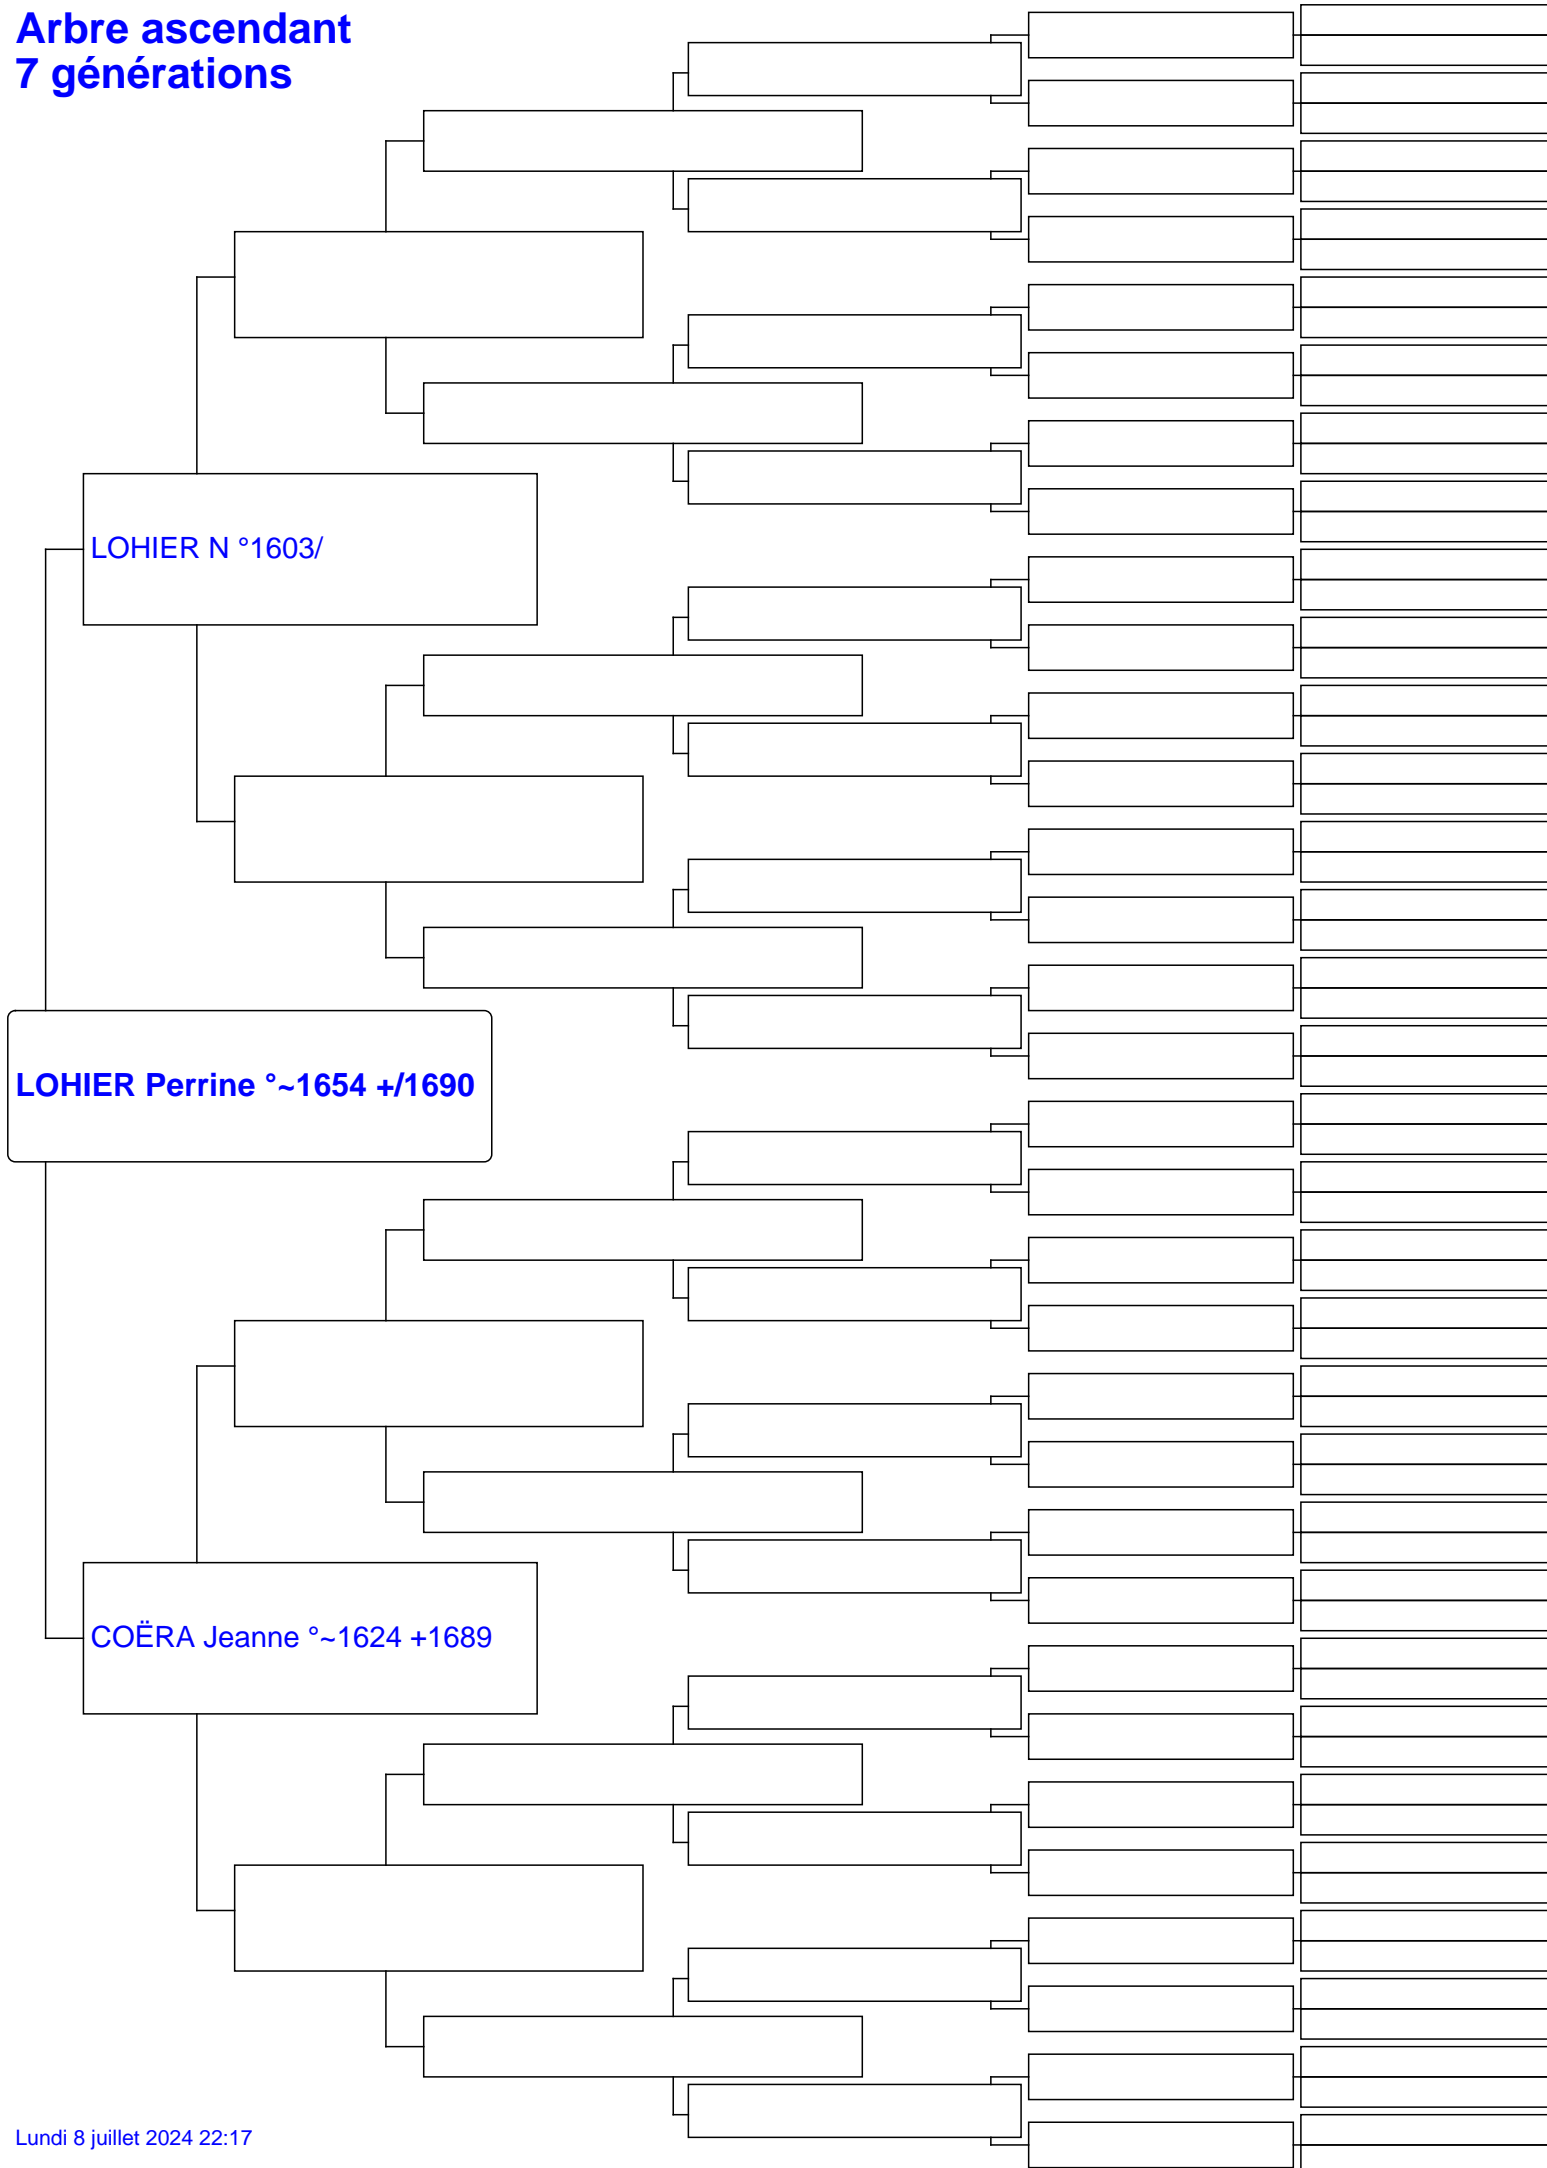 Arbre ascendant
7 générations
LOHIER N °1603/
LOHIER Perrine °~1654 +/1690
COËRA Jeanne °~1624 +1689
Lundi 8 juillet 2024 22:17